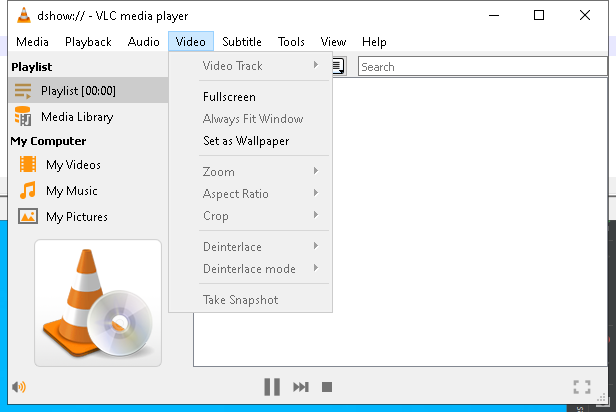 dshow:// - VLC media player
Media Playback Audio Video Subtitle Tools View Help
Playlist
Playlist [00:00]
Media Library
My Computer
My Videos
My Music
My Pictures
Video Track
Fullscreen
Always Fit Window
Set as Wallpaper
Zoom
Aspect Ratio
Crop
Deinterlace
Deinterlace mode
Take Snapshot
Search